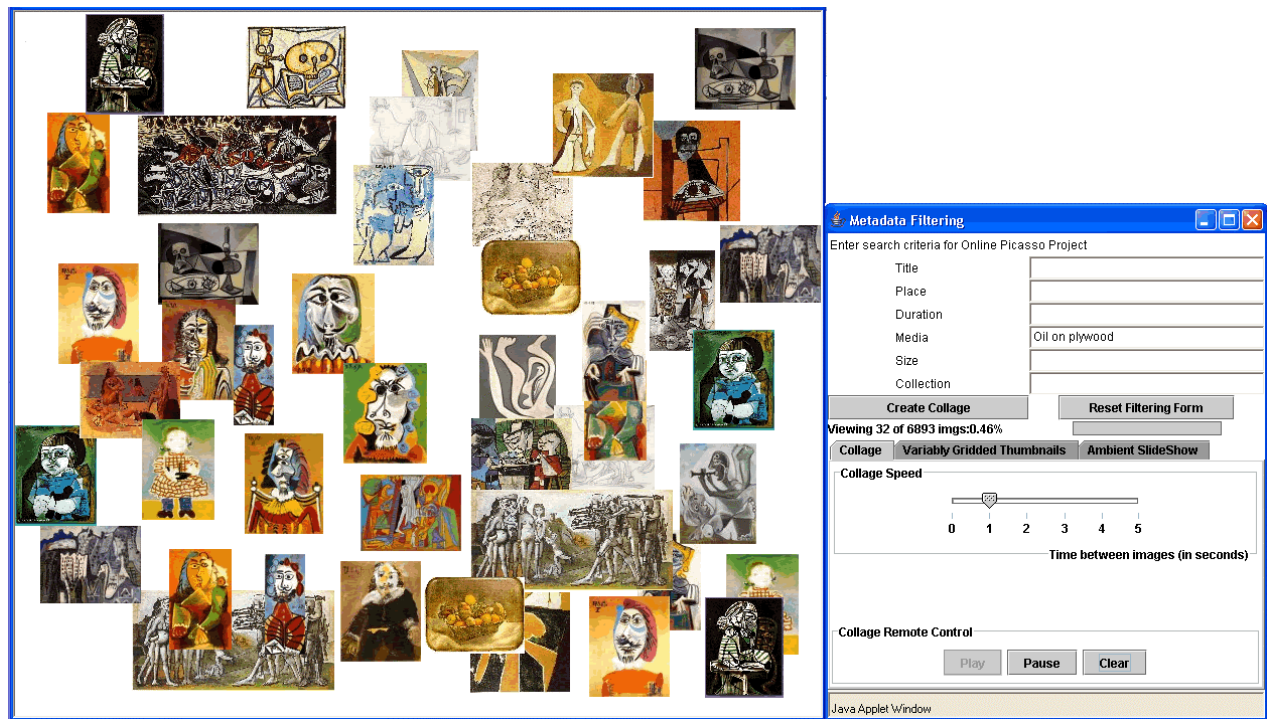 Metadata Filtering
Enter search criteria for Online Picasso Project
Title
Place
Duration
Media Oil on plywood
Size
Collection
Create Collage Reset Filtering Form
Viewing 32 of 6893 imgs:0.46%
Collage Variably Gridded Thumbnails Ambient SlideShow
Collage Speed
0 1 2 3 4 5
Time between images (in seconds)
Collage Remote Control
Play Pause Clear
Java Applet Window